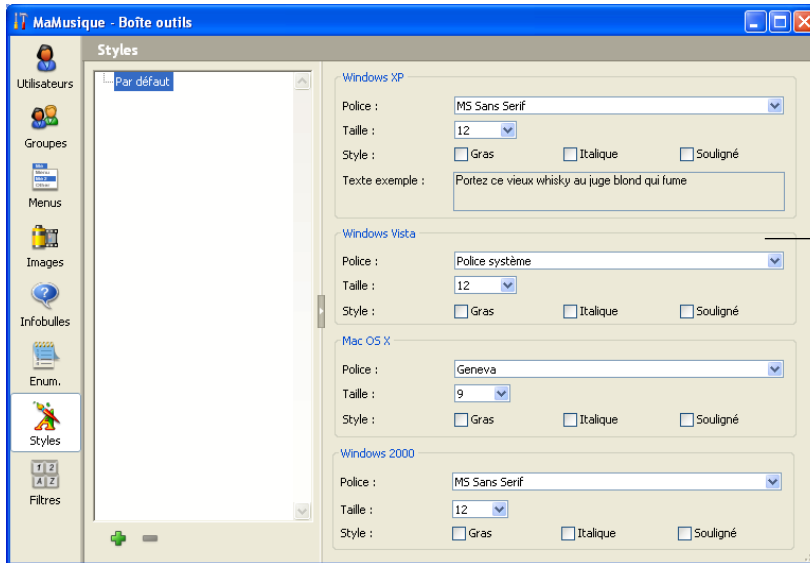 MaMusique - Boîte outils
Styles
Utilisateurs
Groupes
Menus
Images
Infobulles
Enum.
Styles
Filtres
Par défaut
Windows XP
Police : MS Sans Serif
Taille : 12
Style : Gras Italique Souligné
Texte exemple : Portez ce vieux whisky au juge blond qui fume
Windows Vista
Police : Police système
Taille : 12
Style : Gras Italique Souligné
Mac OS X
Police : Geneva
Taille : 9
Style : Gras Italique Souligné
Windows 2000
Police : MS Sans Serif
Taille : 12
Style : Gras Italique Souligné